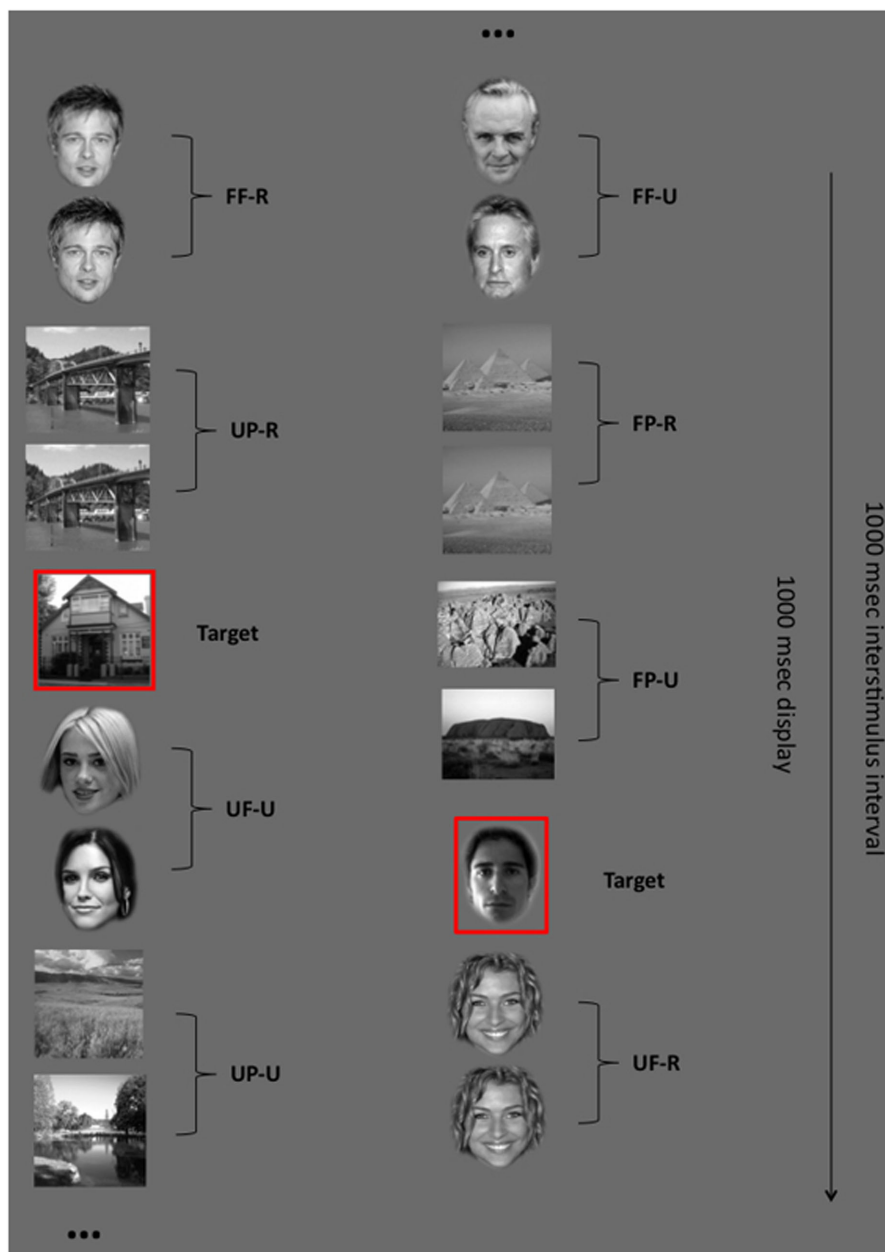 •••
FF-R
UP-R
Target
UF-U
UP-U
•••
FF-U
FP-R
FP-U
Target
UF-R
1000 msec display
1000 msec interstimulus interval